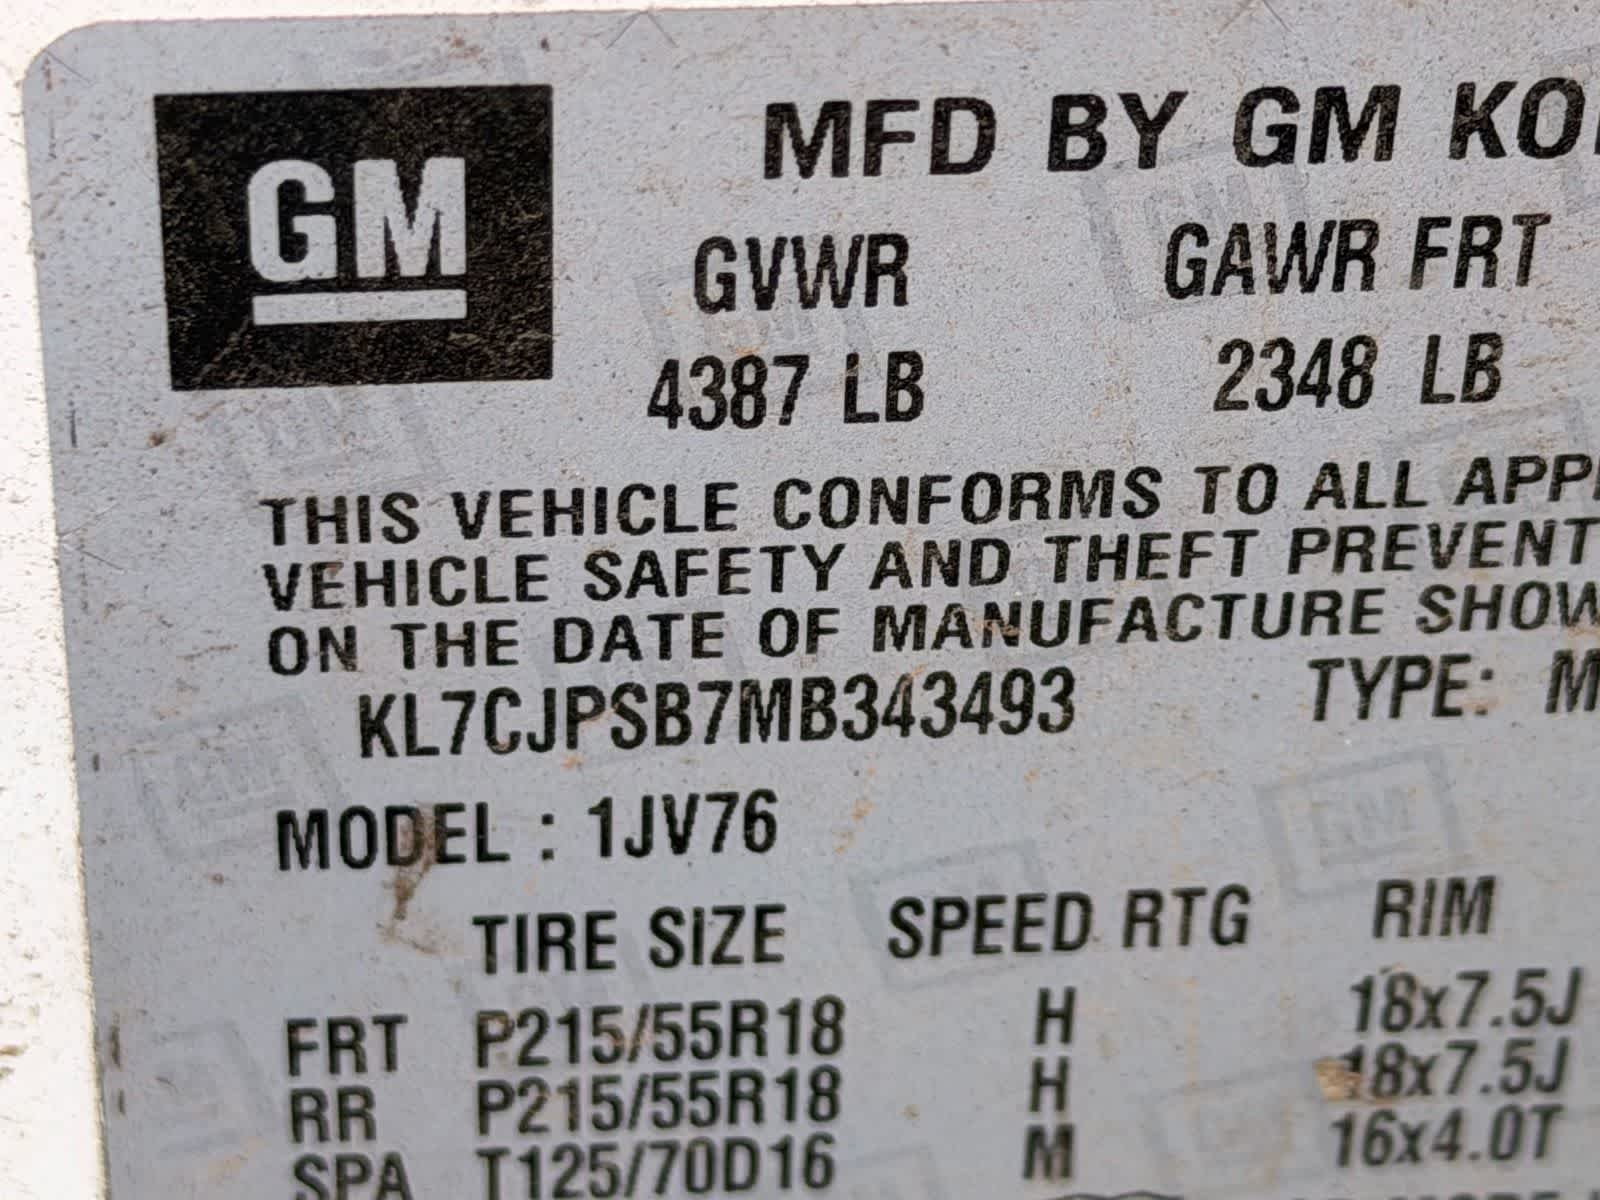 GM
MFD BY GM KO
GVWR GAWR FRT
4387 LB 2348 LB
THIS VEHICLE CONFORMS TO ALL APP
VEHICLE SAFETY AND THEFT PREVENT
ON THE DATE OF MANUFACTURE SHOW
KL7CJPSB7MB343493 TYPE: M
MODEL : 1JV76
TIRE SIZE SPEED RTG RIM
FRT P215/55R18 H 18x7.5J
RR P215/55R18 H 18x7.5J
SPA T125/70D16 M 16x4.0T